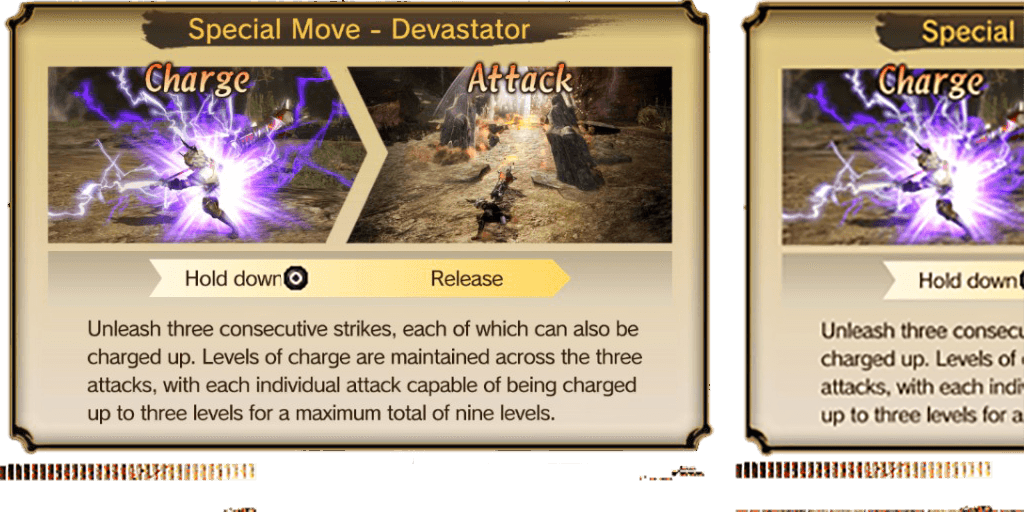 Special Move - Devastator
Charge
Attack
Hold down
Release
Unleash three consecutive strikes, each of which can also be
charged up. Levels of charge are maintained across the three
attacks, with each individual attack capable of being charged
up to three levels for a maximum total of nine levels.
Special
Charge
Hold down
Unleash three consecu
charged up. Levels of
attacks, with each indiv
up to three levels for a